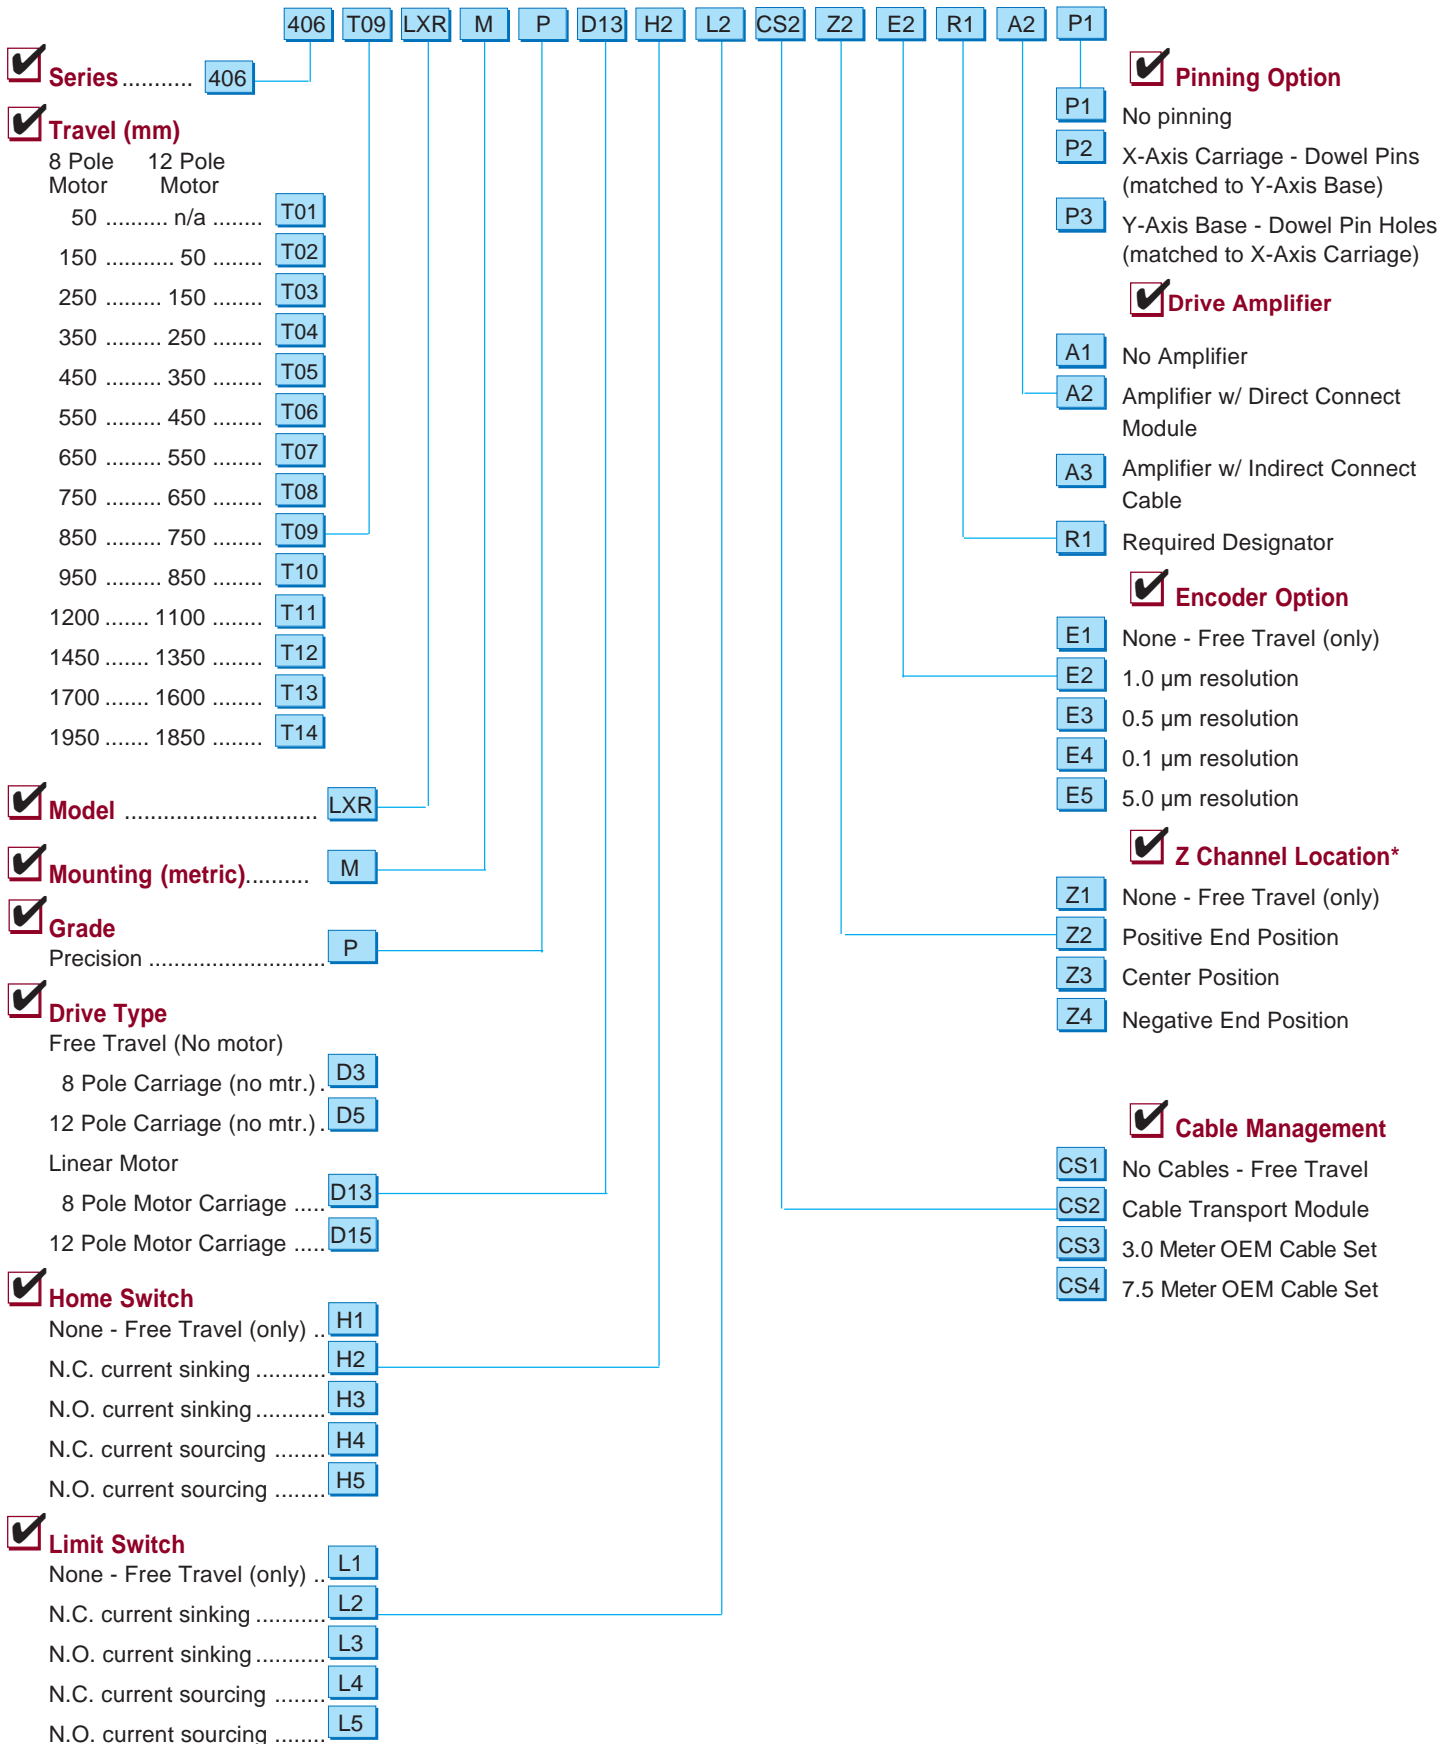 406 T09 LXR M P D13 H2 L2 CS2 Z2 E2 R1 A2 P1
Series ........... 406
Travel (mm)
8 Pole Motor 12 Pole Motor
50 .......... n/a ........ T01
150 ........... 50 ........ T02
250 ......... 150 ........ T03
350 ......... 250 ........ T04
450 ......... 350 ........ T05
550 ......... 450 ........ T06
650 ......... 550 ........ T07
750 ......... 650 ........ T08
850 ......... 750 ........ T09
950 ......... 850 ........ T10
1200 ....... 1100 ........ T11
1450 ....... 1350 ........ T12
1700 ....... 1600 ........ T13
1950 ....... 1850 ........ T14
Model .............................. LXR
Mounting (metric).......... M
Grade
Precision ............................ P
Drive Type
Free Travel (No motor)
8 Pole Carriage (no mtr.) . D3
12 Pole Carriage (no mtr.) . D5
Linear Motor
8 Pole Motor Carriage ..... D13
12 Pole Motor Carriage ..... D15
Home Switch
None - Free Travel (only) .. H1
N.C. current sinking ........... H2
N.O. current sinking ........... H3
N.C. current sourcing ........ H4
N.O. current sourcing ........ H5
Limit Switch
None - Free Travel (only) .. L1
N.C. current sinking ........... L2
N.O. current sinking ........... L3
N.C. current sourcing ........ L4
N.O. current sourcing ........ L5
Pinning Option
P1 No pinning
P2 X-Axis Carriage - Dowel Pins
(matched to Y-Axis Base)
P3 Y-Axis Base - Dowel Pin Holes
(matched to X-Axis Carriage)
Drive Amplifier
A1 No Amplifier
A2 Amplifier w/ Direct Connect
Module
A3 Amplifier w/ Indirect Connect
Cable
R1 Required Designator
Encoder Option
E1 None - Free Travel (only)
E2 1.0 µm resolution
E3 0.5 µm resolution
E4 0.1 µm resolution
E5 5.0 µm resolution
Z Channel Location*
Z1 None - Free Travel (only)
Z2 Positive End Position
Z3 Center Position
Z4 Negative End Position
Cable Management
CS1 No Cables - Free Travel
CS2 Cable Transport Module
CS3 3.0 Meter OEM Cable Set
CS4 7.5 Meter OEM Cable Set